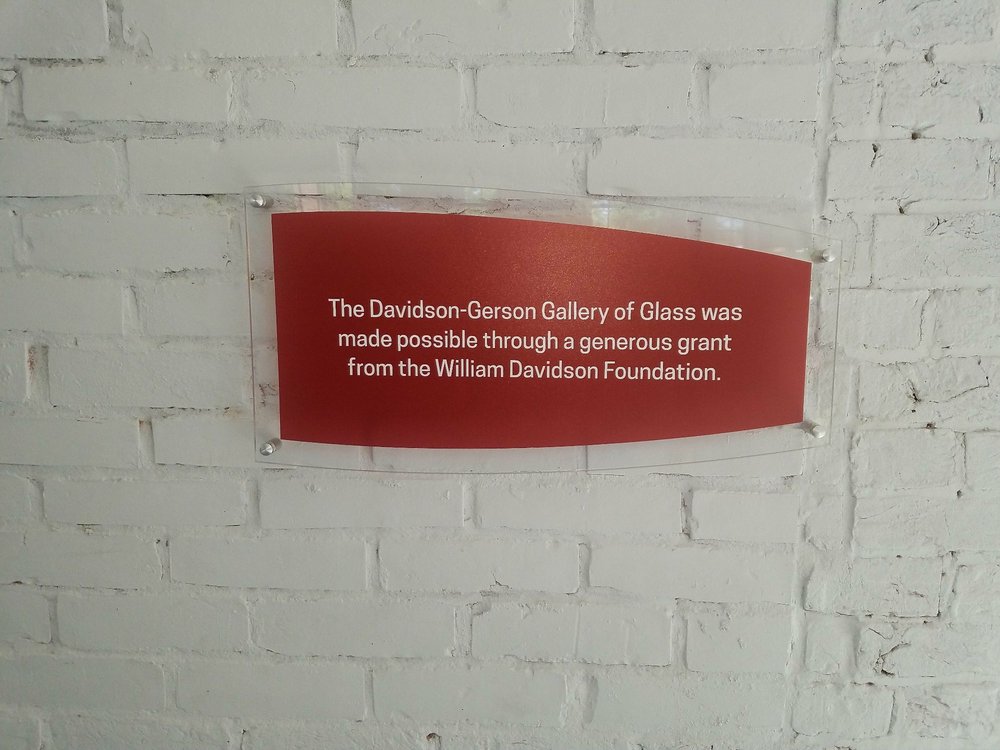 The Davidson-Gerson Gallery of Glass was
made possible through a generous grant
from the William Davidson Foundation.